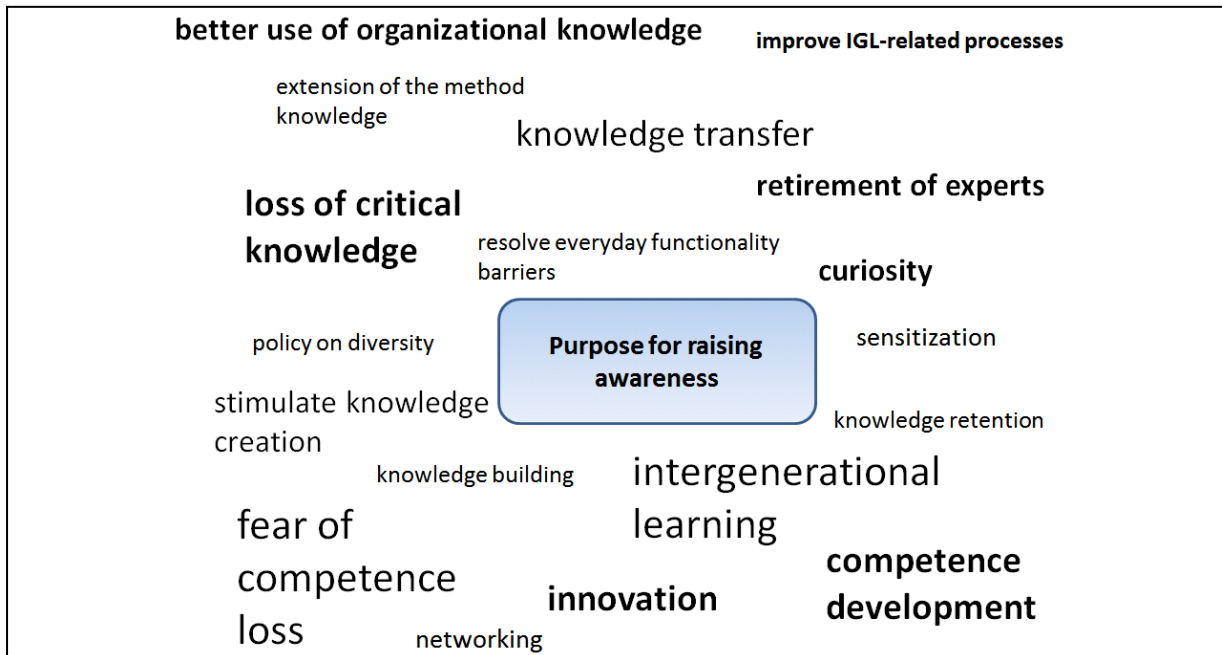 better use of organizational knowledge
improve IGL-related processes
extension of the method
knowledge
knowledge transfer
retirement of experts
loss of critical
knowledge
resolve everyday functionality
barriers
curiosity
policy on diversity
Purpose for raising
awareness
sensitization
stimulate knowledge
creation
knowledge retention
knowledge building
intergenerational
learning
fear of
competence
loss
competence
development
innovation
networking